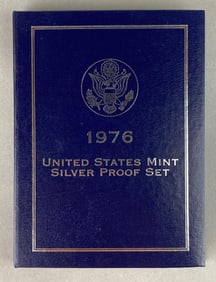 1976
UNITED STATES MINT
SILVER PROOF SET